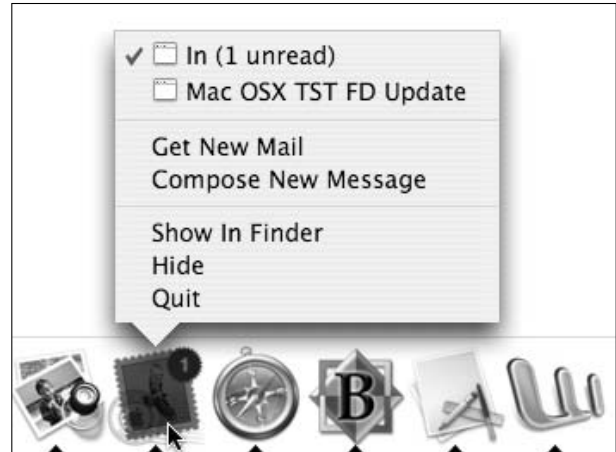 ✓ In (1 unread)
Mac OSX TST FD Update
Get New Mail
Compose New Message
Show In Finder
Hide
Quit
1
B